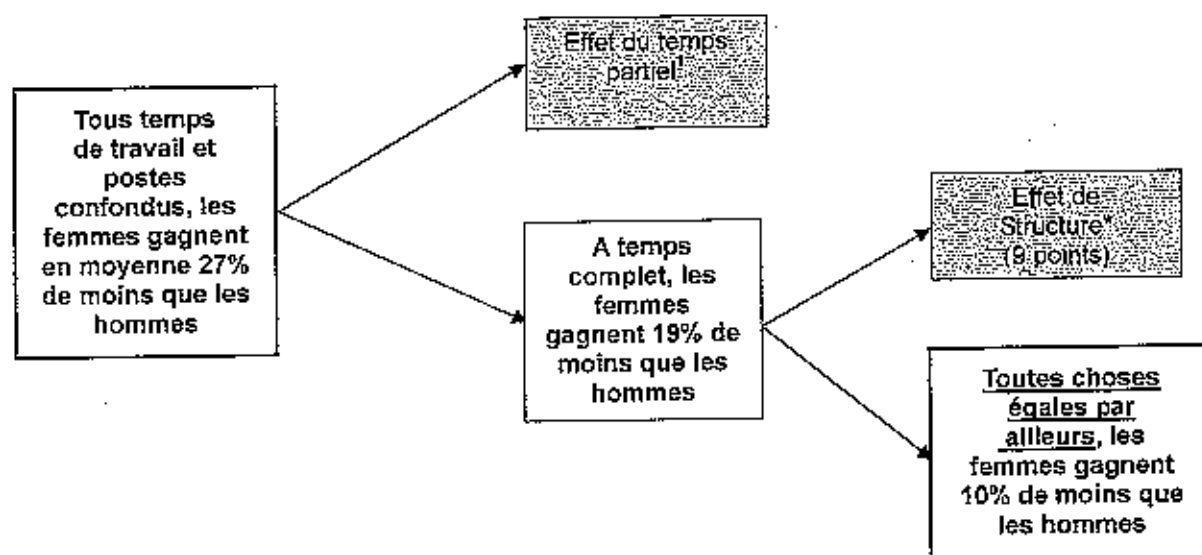 Tous temps
de travail et
postes
confondus, les
femmes gagnent
en moyenne 27%
de moins que les
hommes
Effet du temps
partiel¹
A temps
complet, les
femmes
gagnent 19% de
moins que les
hommes
Effet de
Structure*
(9 points)
Toutes choses
égales par
ailleurs, les
femmes gagnent
10% de moins que
les hommes